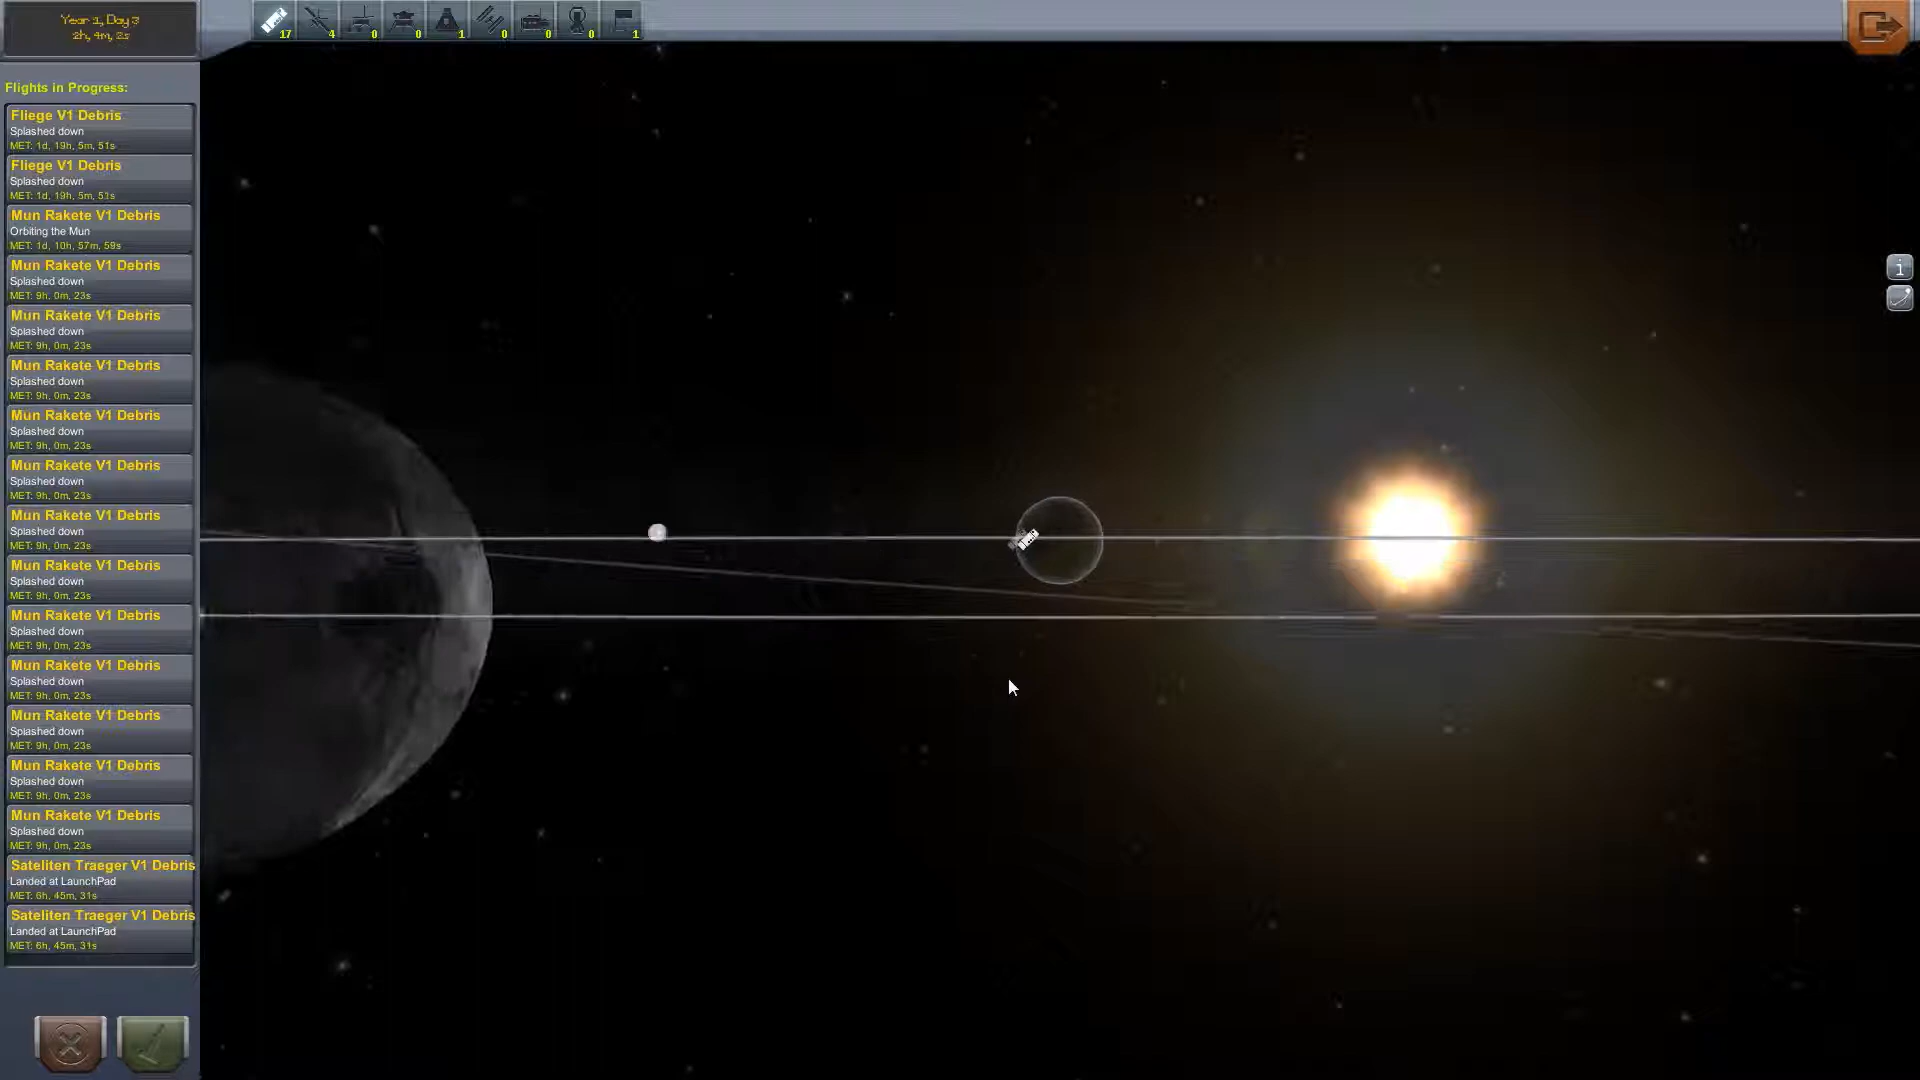 Year 1, Day 3
2h, 4m, 2s
17 4 0 0 1 0 0 0 1
Flights in Progress:
Fliege V1 Debris
Splashed down
MET: 1d, 19h, 5m, 51s
Fliege V1 Debris
Splashed down
MET: 1d, 19h, 5m, 51s
Mun Rakete V1 Debris
Orbiting the Mun
MET: 1d, 10h, 57m, 59s
Mun Rakete V1 Debris
Splashed down
MET: 9h, 0m, 23s
Mun Rakete V1 Debris
Splashed down
MET: 9h, 0m, 23s
Mun Rakete V1 Debris
Splashed down
MET: 9h, 0m, 23s
Mun Rakete V1 Debris
Splashed down
MET: 9h, 0m, 23s
Mun Rakete V1 Debris
Splashed down
MET: 9h, 0m, 23s
Mun Rakete V1 Debris
Splashed down
MET: 9h, 0m, 23s
Mun Rakete V1 Debris
Splashed down
MET: 9h, 0m, 23s
Mun Rakete V1 Debris
Splashed down
MET: 9h, 0m, 23s
Mun Rakete V1 Debris
Splashed down
MET: 9h, 0m, 23s
Mun Rakete V1 Debris
Splashed down
MET: 9h, 0m, 23s
Mun Rakete V1 Debris
Splashed down
MET: 9h, 0m, 23s
Mun Rakete V1 Debris
Splashed down
MET: 9h, 0m, 23s
Sateliten Traeger V1 Debris
Landed at LaunchPad
MET: 6h, 45m, 31s
Sateliten Traeger V1 Debris
Landed at LaunchPad
MET: 6h, 45m, 31s